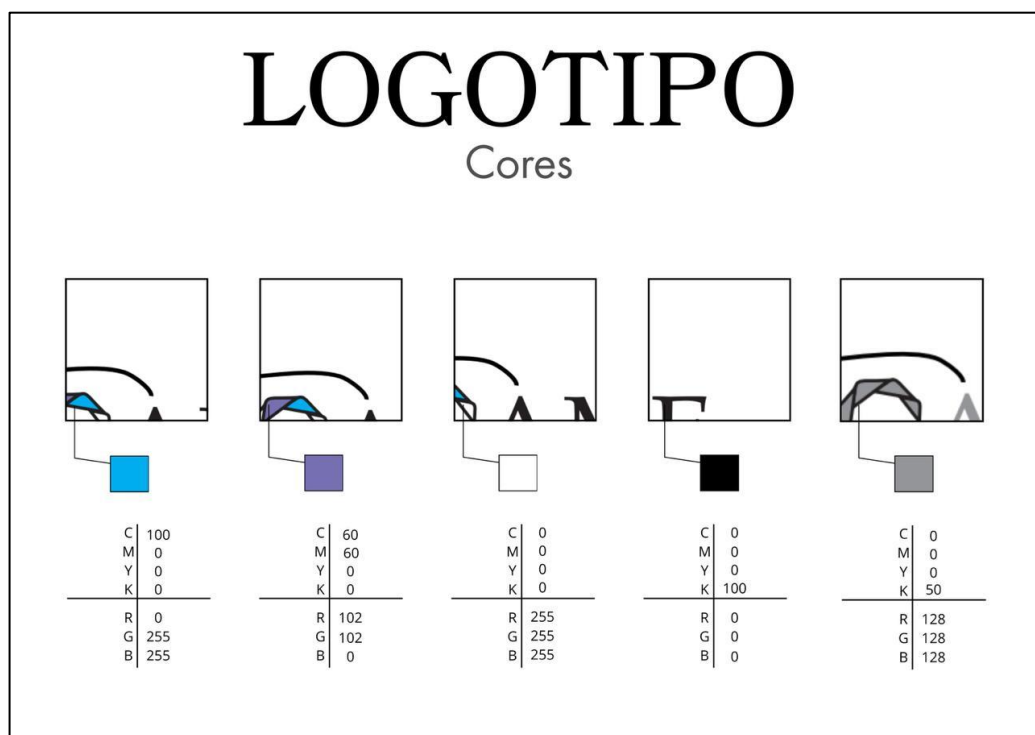 LOGOTIPO
Cores
C 100
M 0
Y 0
K 0
R 0
G 255
B 255
C 60
M 60
Y 0
K 0
R 102
G 102
B 0
C 0
M 0
Y 0
K 0
R 255
G 255
B 255
C 0
M 0
Y 0
K 100
R 0
G 0
B 0
C 0
M 0
Y 0
K 50
R 128
G 128
B 128